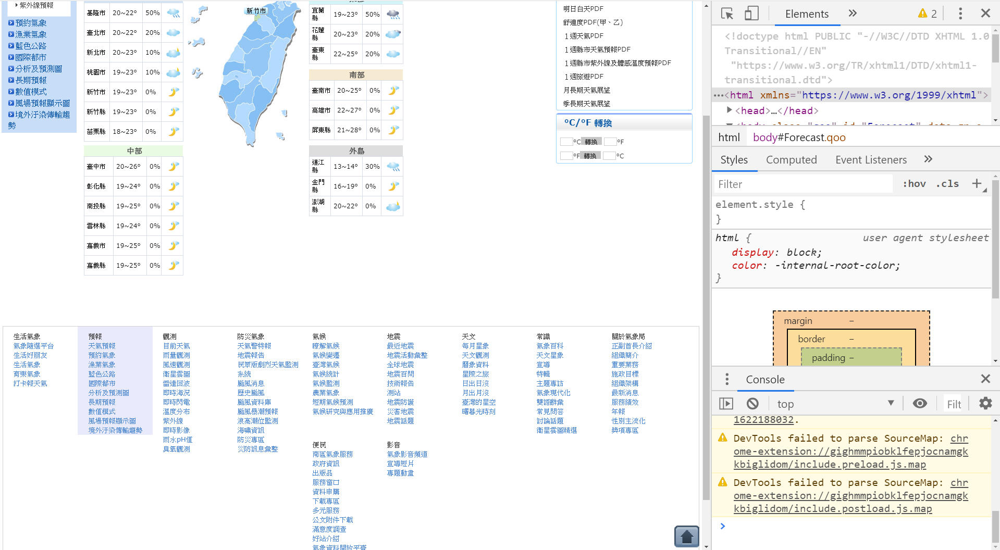 紫外線預報
預約氣象
漁業氣象
藍色公路
國際都市
分析及預測圖
長期預報
數值模式
風場預報顯示圖
境外汙染傳輸趨
勢
基隆市 20~22° 50%
臺北市 20~22° 20%
新北市 20~23° 10%
桃園市 19~23° 10%
新竹市 19~23° 0%
新竹縣 19~23° 0%
苗栗縣 18~23° 0%
中部
臺中市 20~26° 0%
彰化縣 19~24° 0%
南投縣 19~25° 0%
雲林縣 19~24° 0%
嘉義市 19~25° 0%
嘉義縣 19~25° 0%
新竹市
宜蘭
縣 19~23° 50%
花蓮
縣 20~23° 20%
臺東
縣 22~25° 20%
南部
臺南市 20~25° 0%
高雄市 22~27° 0%
屏東縣 21~28° 0%
外島
連江
縣 13~14° 30%
金門
縣 16~19° 0%
澎湖
縣 20~22° 0%
明日白天PDF
舒適度PDF(甲、乙)
1週天氣PDF
1週縣市天氣預報PDF
1週縣市紫外線及體感溫度預報PDF
1週旅遊PDF
月長期天氣展望
季長期天氣展望
°C/°F 轉換
°C 轉換 °F
°F 轉換 °C
生活氣象
氣象隨選平台
生活好朋友
生活氣象
育樂氣象
打卡報天氣
預報
天氣預報
預約氣象
漁業氣象
藍色公路
國際都市
分析及預測圖
長期預報
數值模式
風場預報顯示圖
境外汙染傳輸趨勢
觀測
目前天氣
雨量觀測
風速觀測
衛星雲圖
雷達回波
即時海況
即時閃電
溫度分布
紫外線
即時影像
雨水pH值
臭氧觀測
防災氣象
天氣警特報
地震報告
民眾版劇烈天氣監測
系統
颱風消息
歷史颱風
颱風資料庫
颱風暴潮預報
浪高潮位監測
海嘯資訊
防災專區
災防訊息彙整
氣候
瞭解氣候
氣候變遷
臺灣氣候
氣候統計
氣候監測
農業氣象
短期氣候預測
氣候研究與應用推廣
便民
南區氣象服務
政府資訊
出版品
服務窗口
資料申購
下載專區
多元服務
公文附件下載
滿意度調查
好站介紹
氣象資料開放平臺
地震
最近地震
地震活動彙整
全球地震
地震百問
技術報告
測站
地震防護
災害地震
地震話題
影音
氣象影音頻道
宣導短片
專題動畫
天文
每月星象
天文觀測
曆象資料
星際之旅
日出日沒
月出月沒
臺灣的星空
曙暮光時刻
常識
氣象百科
天文星象
宣導
特輯
主題專訪
氣象現代化
雙語辭彙
常見問答
討論話題
衛星雲圖精選
關於氣象局
正副首長介紹
組織簡介
重要業務
施政目標
組織架構
最新消息
服務績效
年報
性別主流化
獎項專區
Elements 2
<!doctype html PUBLIC "-//W3C//DTD XHTML 1.0
Transitional//EN"
"https://www.w3.org/TR/xhtml1/DTD/xhtml1-
transitional.dtd">
…<html xmlns="https://www.w3.org/1999/xhtml">
<head>…</head>
html body#Forecast.qoo
Styles Computed Event Listeners
Filter :hov .cls +
element.style {
}
html { user agent stylesheet
display: block;
color: -internal-root-color;
}
margin –
border –
padding –
Console
top Filt
1622188032.
DevTools failed to parse SourceMap: chr
ome-extension://gighmmpiobklfepjocnamgk
kbiglidom/include.preload.js.map
DevTools failed to parse SourceMap: chr
ome-extension://gighmmpiobklfepjocnamgk
kbiglidom/include.postload.js.map